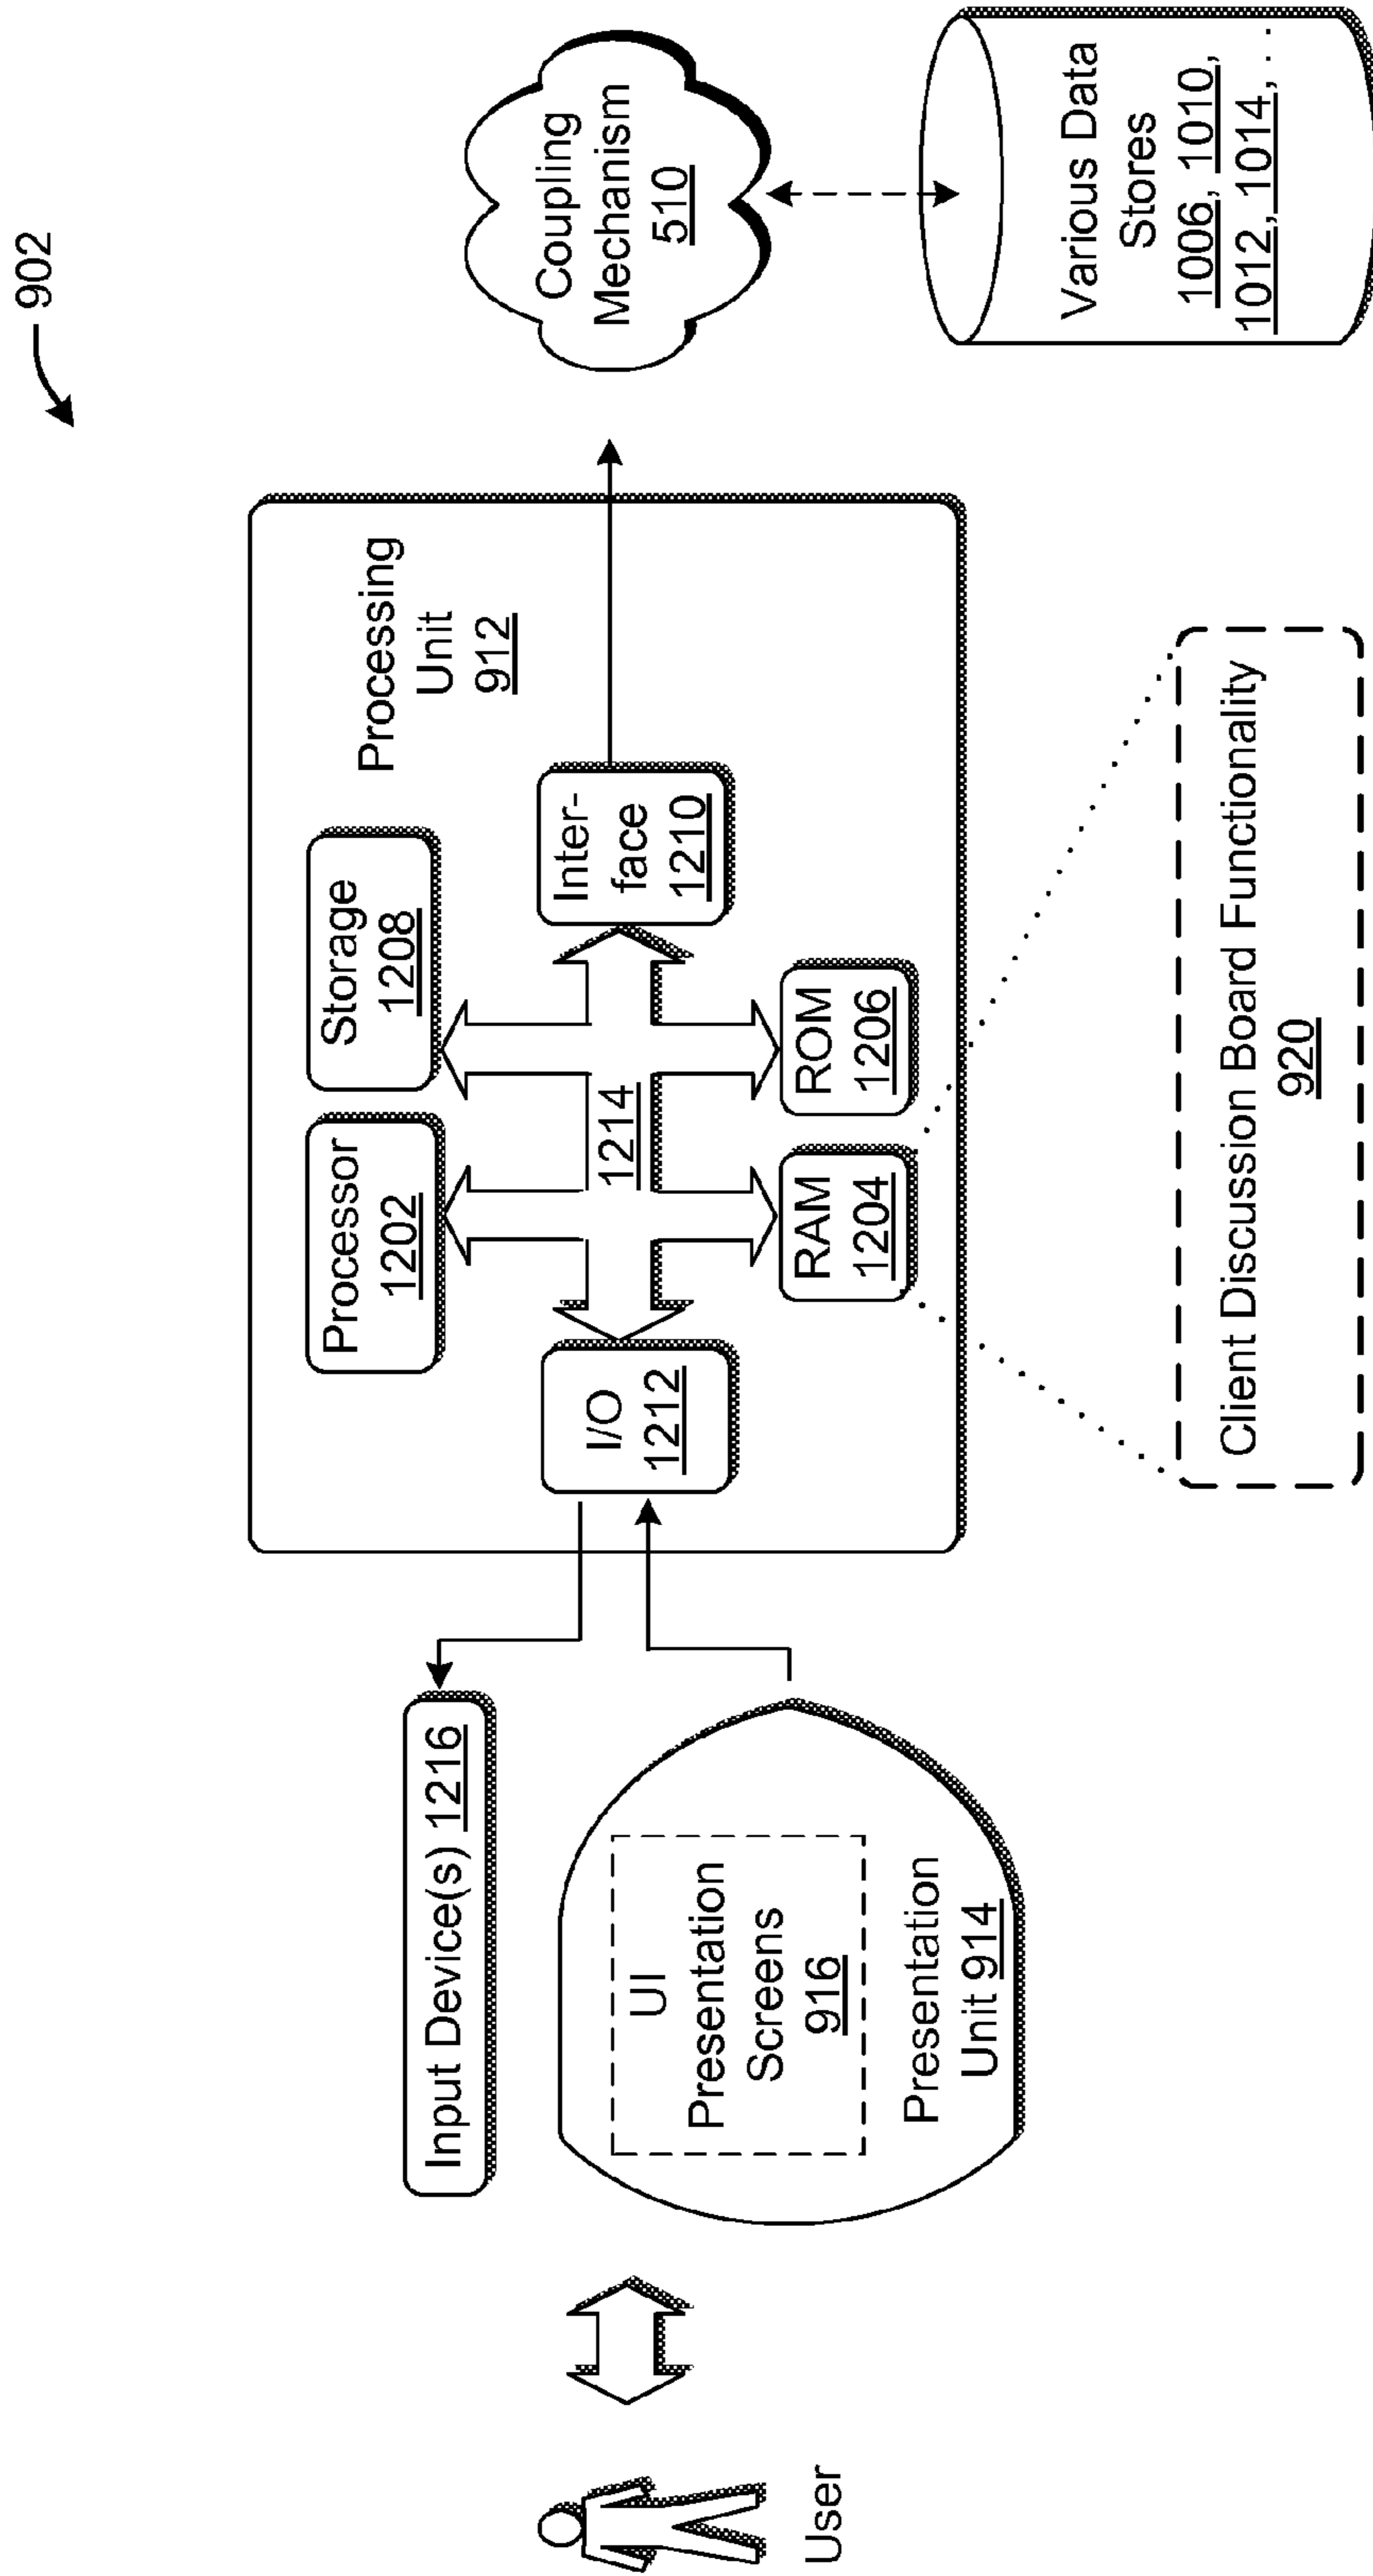 902
Processing
Unit
912
Storage
1208
Processor
1202
Inter-
face
1210
1214
I/O
1212
ROM
1206
RAM
1204
Coupling
Mechanism
510
Various Data
Stores
1006, 1010,
1012, 1014, . .
Client Discussion Board Functionality
920
Input Device(s) 1216
UI
Presentation
Screens
916
Presentation
Unit 914
User